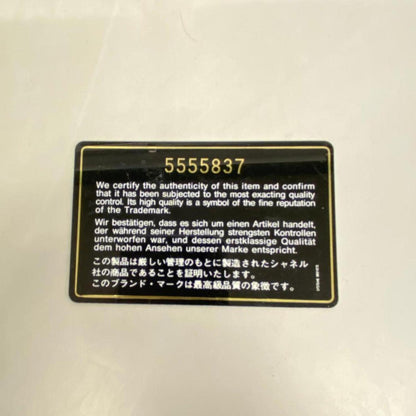 5555837
We certify the authenticity of this item and confirm
that it has been subjected to the most exacting quality
control. Its high quality is a symbol of the fine reputation
of the Trademark.
Wir bestätigen, dass es sich um einen Artikel handelt,
der während seiner Herstellung strengsten Kontrollen
unterworfen war, und dessen erstklassige Qualität
dem hohen Ansehen unserer Marke entspricht.
この製品は厳しい管理のもとに製造されたシャネル
社の商品であることを証明いたします。
このブランド・マークは最高級品質の象徴です。